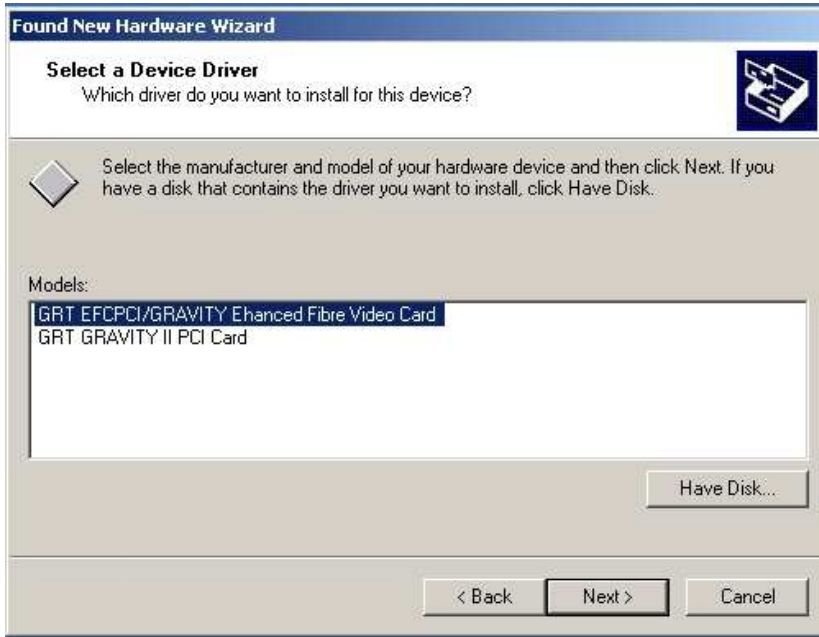 Found New Hardware Wizard
Select a Device Driver
Which driver do you want to install for this device?
Select the manufacturer and model of your hardware device and then click Next. If you
have a disk that contains the driver you want to install, click Have Disk.
Models:
GRT EFCPCI/GRAVITY Ehanced Fibre Video Card
GRT GRAVITY II PCI Card
Have Disk...
< Back
Next >
Cancel